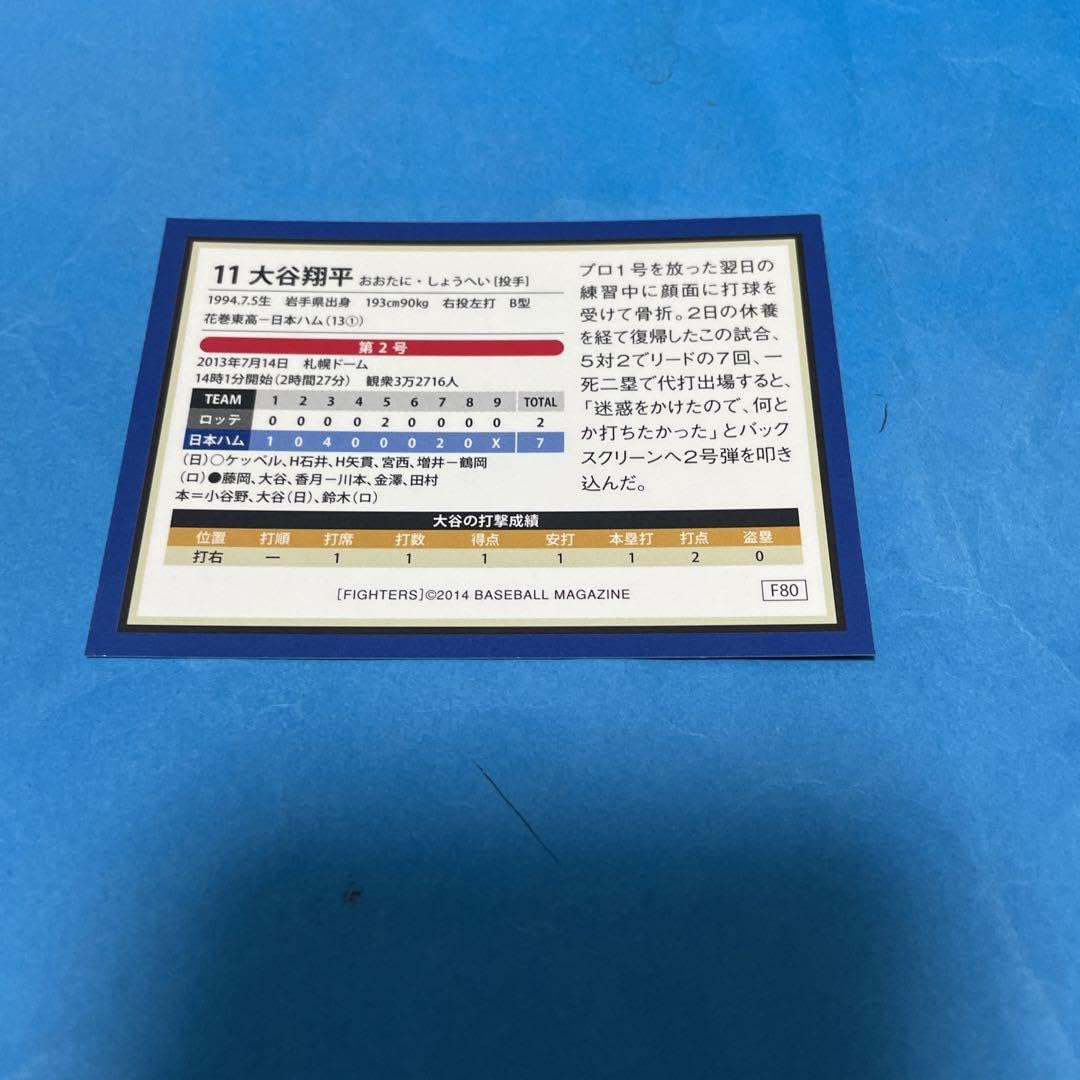 11 大谷翔平 おおたに・しょうへい[投手]
1994.7.5生 岩手県出身 193cm90kg 右投左打 B型
花巻東高－日本ハム(13①)
第2号
2013年7月14日 札幌ドーム
14時1分開始(2時間27分) 観衆3万2716人
TEAM 1 2 3 4 5 6 7 8 9 TOTAL
ロッテ 0 0 0 0 2 0 0 0 0 2
日本ハム 1 0 4 0 0 0 2 0 X 7
(日)○ケッペル、H石井、H矢貫、宮西、増井－鶴岡
(ロ)●藤岡、大谷、香月－川本、金澤、田村
本＝小谷野、大谷(日)、鈴木(ロ)
プロ1号を放った翌日の
練習中に顔面に打球を
受けて骨折。2日の休養
を経て復帰したこの試合、
5対2でリードの7回、一
死二塁で代打出場すると、
「迷惑をかけたので、何と
か打ちたかった」とバック
スクリーンへ2号弾を叩き
込んだ。
大谷の打撃成績
位置 打順 打席 打数 得点 安打 本塁打 打点 盗塁
打右 一 1 1 1 1 1 2 0
[FIGHTERS]©2014 BASEBALL MAGAZINE
F80